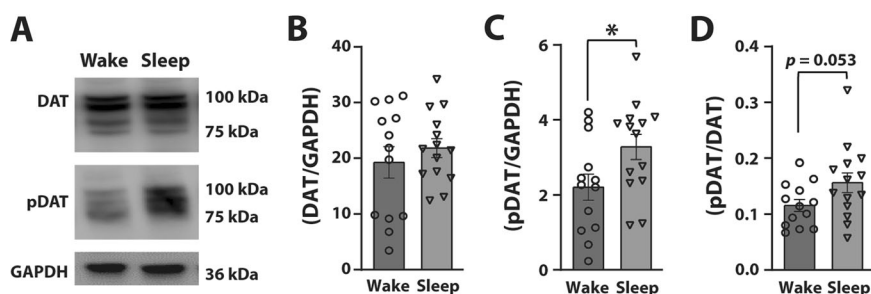 A
Wake Sleep
DAT
100 kDa
75 kDa
pDAT
100 kDa
75 kDa
GAPDH
36 kDa
B
(DAT/GAPDH)
40
30
20
10
0
Wake Sleep
C
(pDAT/GAPDH)
6
4
2
0
*
Wake Sleep
D
(pDAT/DAT)
0.4
0.3
0.2
0.1
0.0
p = 0.053
Wake Sleep